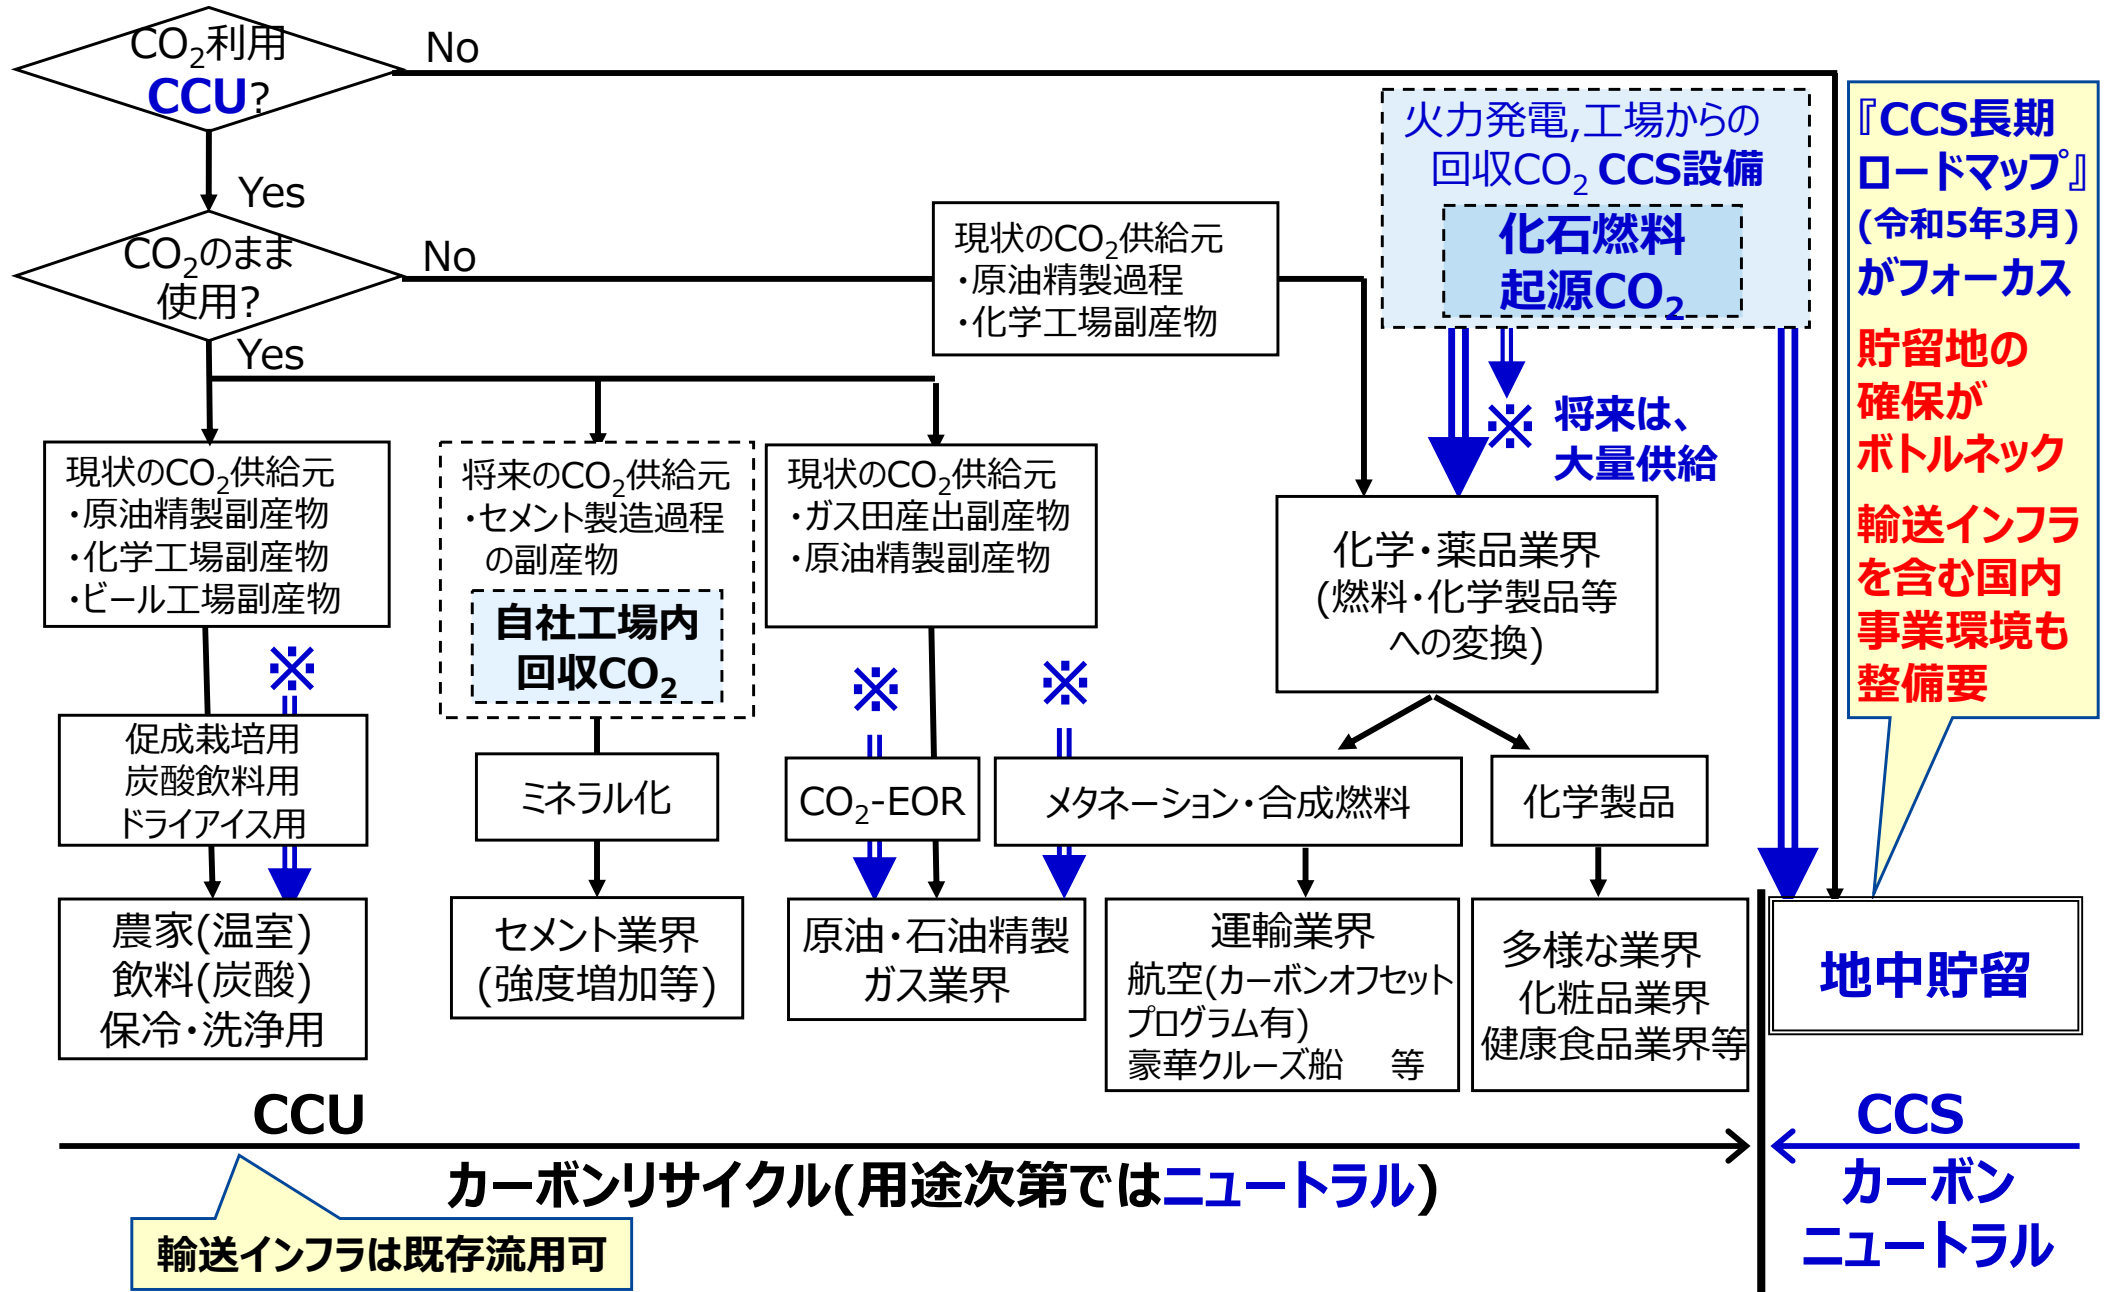 CO2利用
CCU?
No
Yes
CO2のまま
使用?
No
Yes
現状のCO2供給元
・原油精製過程
・化学工場副産物
火力発電,工場からの
回収CO2 CCS設備
化石燃料
起源CO2
※ 将来は、
大量供給
『CCS長期
ロードマップ』
(令和5年3月)
がフォーカス
貯留地の
確保が
ボトルネック
輸送インフラ
を含む国内
事業環境も
整備要
現状のCO2供給元
・原油精製副産物
・化学工場副産物
・ビール工場副産物
将来のCO2供給元
・セメント製造過程
の副産物
自社工場内
回収CO2
現状のCO2供給元
・ガス田産出副産物
・原油精製副産物
化学・薬品業界
(燃料・化学製品等
への変換)
※
※
※
促成栽培用
炭酸飲料用
ドライアイス用
ミネラル化
CO2-EOR
メタネーション・合成燃料
化学製品
農家(温室)
飲料(炭酸)
保冷・洗浄用
セメント業界
(強度増加等)
原油・石油精製
ガス業界
運輸業界
航空(カーボンオフセット
プログラム有)
豪華クルーズ船 等
多様な業界
化粧品業界
健康食品業界等
地中貯留
CCU
カーボンリサイクル(用途次第ではニュートラル)
輸送インフラは既存流用可
CCS
カーボン
ニュートラル